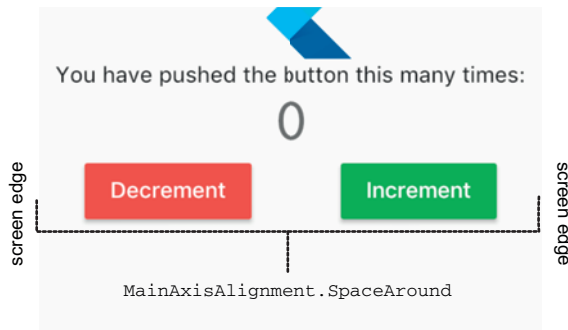 You have pushed the button this many times:
0
screen edge
Decrement
Increment
screen edge
MainAxisAlignment.SpaceAround